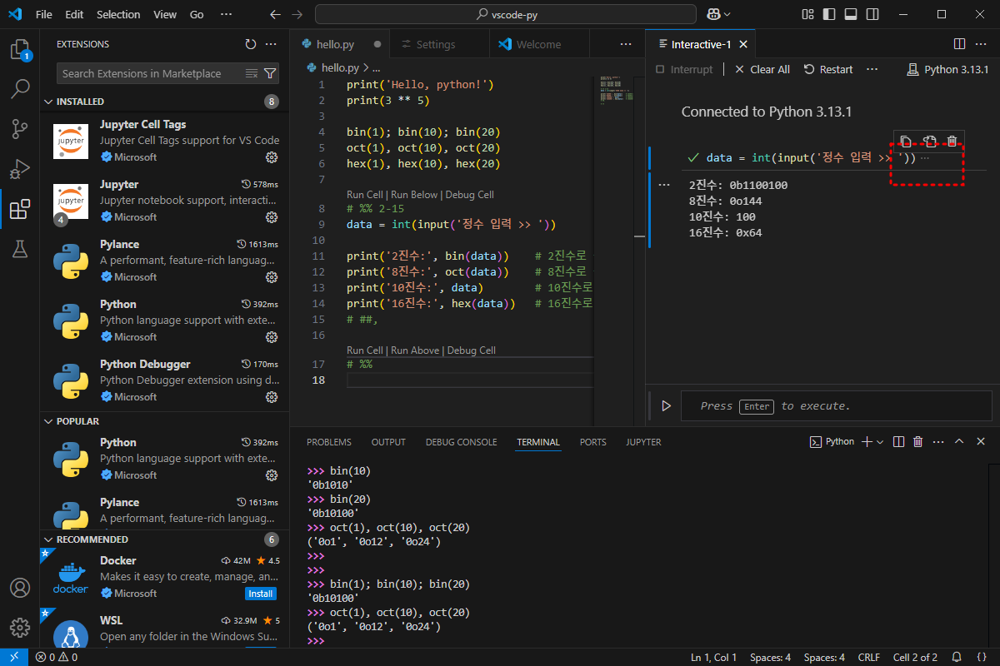 File Edit Selection View Go ··· vscode-py
EXTENSIONS
Search Extensions in Marketplace
INSTALLED 8
Jupyter Cell Tags
Jupyter Cell Tags support for VS Code
Microsoft
Jupyter 578ms
Jupyter notebook support, interacti...
Microsoft
4
Pylance 1613ms
A performant, feature-rich languag...
Microsoft
Python 392ms
Python language support with exte...
Microsoft
Python Debugger 170ms
Python Debugger extension using d...
Microsoft
POPULAR
Python 392ms
Python language support with exte...
Microsoft
Pylance 1613ms
A performant, feature-rich languag...
RECOMMENDED 6
Docker 42M 4.5
Makes it easy to create, manage, an...
Microsoft Install
docker
WSL 32.9M 5
Open any folder in the Windows Su...
1
jupyter
jupyter
hello.py Settings Welcome ···
hello.py > ...
1 print('Hello, python!')
2 print(3 ** 5)
3
4 bin(1); bin(10); bin(20)
5 oct(1), oct(10), oct(20)
6 hex(1), hex(10), hex(20)
7
Run Cell | Run Below | Debug Cell
8 # %% 2-15
9 data = int(input('정수 입력 >> '))
10
11 print('2진수:', bin(data)) # 2진수로
12 print('8진수:', oct(data)) # 8진수로
13 print('10진수:', data) # 10진수로
14 print('16진수:', hex(data)) # 16진수로
15 # ##,
16
Run Cell | Run Above | Debug Cell
17 # %%
18
Interactive-1
Interrupt Clear All Restart ··· Python 3.13.1
Connected to Python 3.13.1
data = int(input('정수 입력 >> ')) ···
2진수: 0b1100100
8진수: 0o144
10진수: 100
16진수: 0x64
Press Enter to execute.
PROBLEMS OUTPUT DEBUG CONSOLE TERMINAL PORTS JUPYTER Python
>>> bin(10)
'0b1010'
>>> bin(20)
'0b10100'
>>> oct(1), oct(10), oct(20)
('0o1', '0o12', '0o24')
>>>
>>>
>>> bin(1); bin(10); bin(20)
'0b10100'
>>> oct(1), oct(10), oct(20)
('0o1', '0o12', '0o24')
>>>
0 0 Ln 1, Col 1 Spaces: 4 Spaces: 4 CRLF Cell 2 of 2 {}